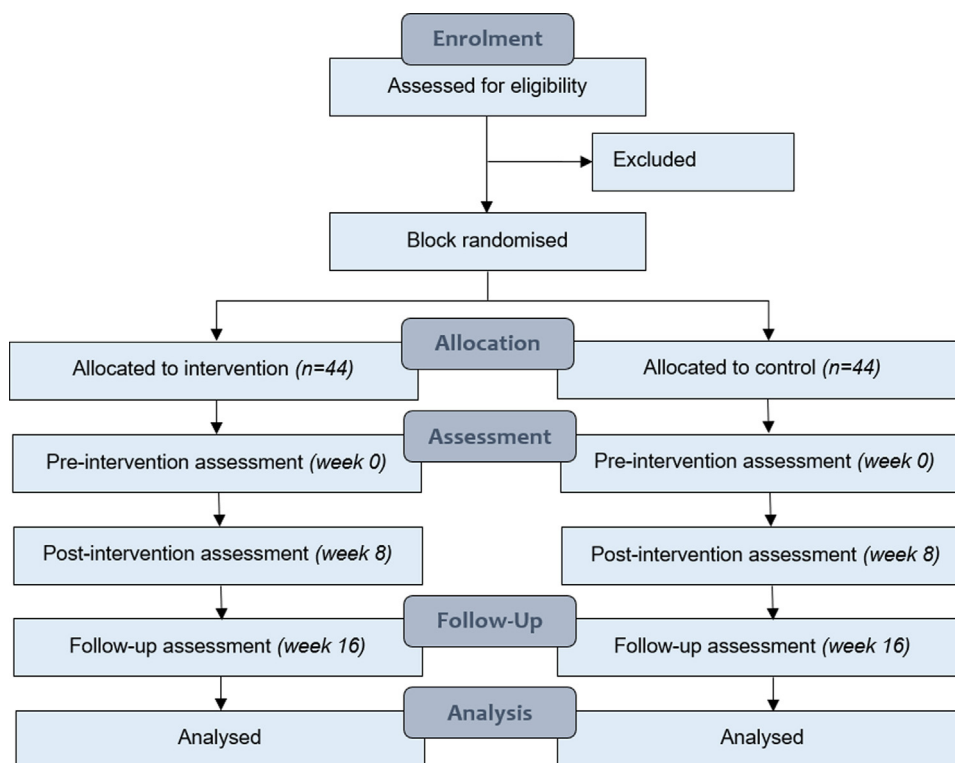 Enrolment
Assessed for eligibility
Excluded
Block randomised
Allocation
Allocated to intervention (n=44)
Allocated to control (n=44)
Assessment
Pre-intervention assessment (week 0)
Pre-intervention assessment (week 0)
Post-intervention assessment (week 8)
Post-intervention assessment (week 8)
Follow-Up
Follow-up assessment (week 16)
Follow-up assessment (week 16)
Analysis
Analysed
Analysed